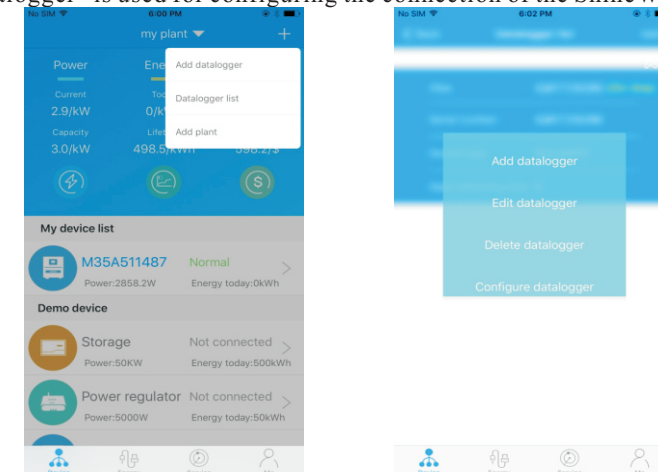 logger" is used for configuring the connection of the
No SIM 6:00 PM
my plant
Power
Current
2.9/kW
0/k
Capacity
3.0/kW
498.5/kWh
598.2/$
Add datalogger
Datalogger list
Add plant
My device list
M35A511487 Normal
Power:2858.2W Energy today:0kWh
Demo device
Storage Not connected
Power:50KW Energy today:500kWh
Power regulator Not connected
Power:5000W Energy today:50kWh
No SIM 6:02 PM
Add datalogger
Edit datalogger
Delete datalogger
Configure datalogger